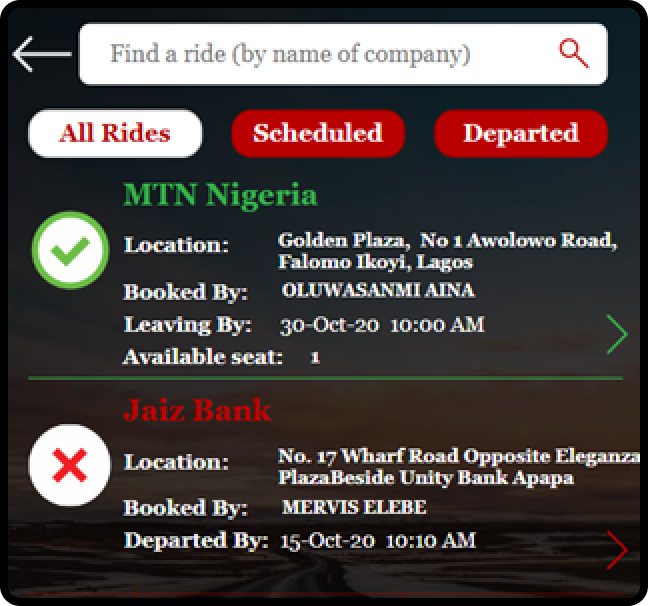 Find a ride (by name of company)
All Rides Scheduled Departed
MTN Nigeria
Location: Golden Plaza, No 1 Awolowo Road,
Falomo Ikoyi, Lagos
Booked By: OLUWASANMI AINA
Leaving By: 30-Oct-20 10:00 AM
Available seat: 1
Jaiz Bank
Location: No. 17 Wharf Road Opposite Eleganza
PlazaBeside Unity Bank Apapa
Booked By: MERVIS ELEBE
Departed By: 15-Oct-20 10:10 AM